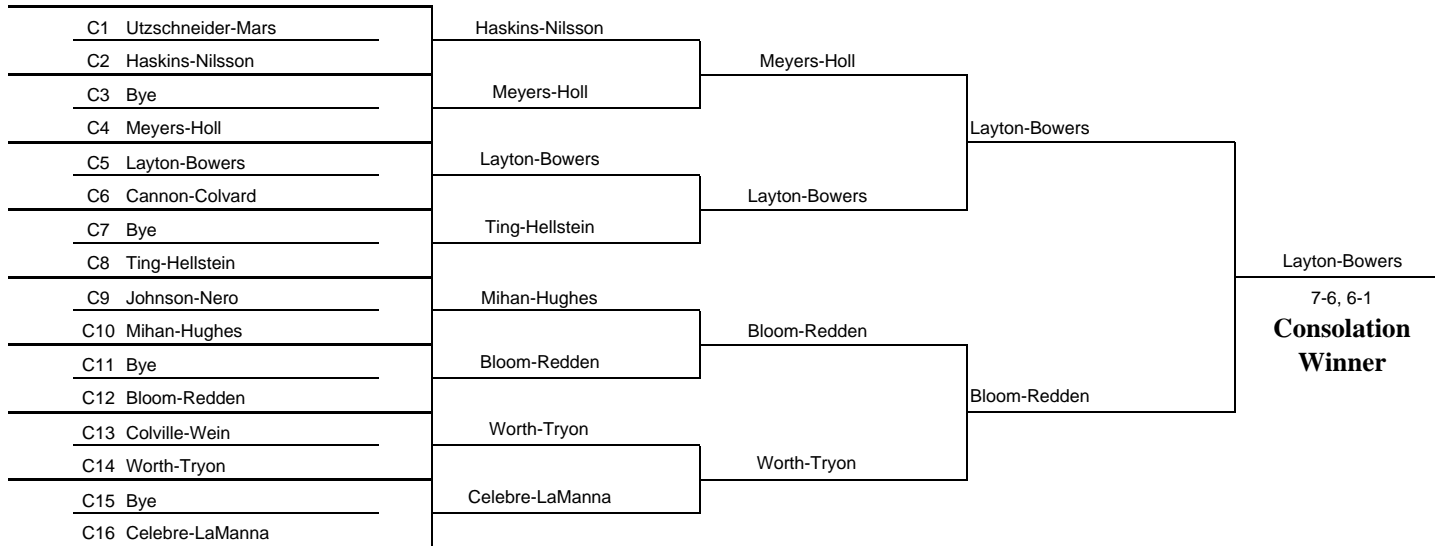 C1 Utzschneider-Mars
Haskins-Nilsson
C2 Haskins-Nilsson
Meyers-Holl
C3 Bye
Meyers-Holl
C4 Meyers-Holl
Layton-Bowers
C5 Layton-Bowers
Layton-Bowers
C6 Cannon-Colvard
Layton-Bowers
C7 Bye
Ting-Hellstein
C8 Ting-Hellstein
Layton-Bowers
C9 Johnson-Nero
Mihan-Hughes
7-6, 6-1
C10 Mihan-Hughes
Bloom-Redden
Consolation
Winner
C11 Bye
Bloom-Redden
C12 Bloom-Redden
Bloom-Redden
C13 Colville-Wein
Worth-Tryon
C14 Worth-Tryon
Worth-Tryon
C15 Bye
Celebre-LaManna
C16 Celebre-LaManna